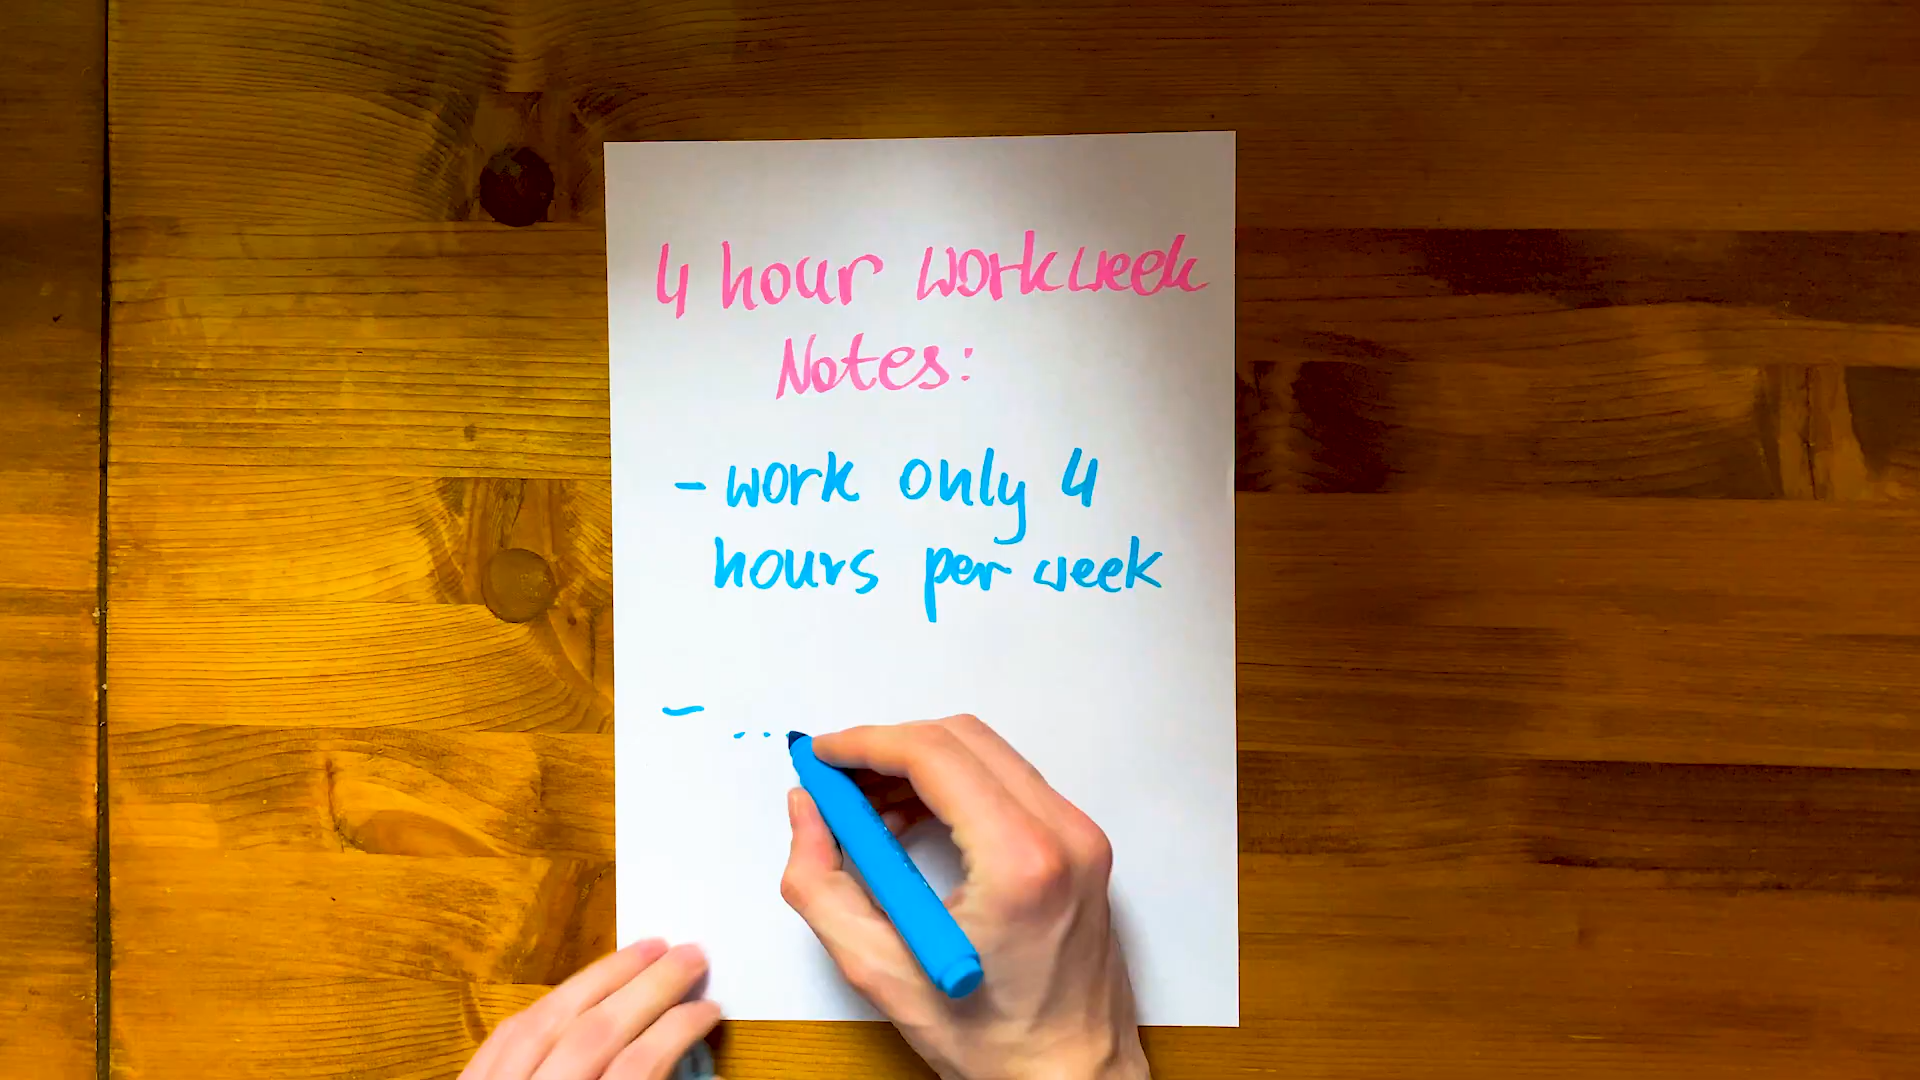 4 hour workweek
Notes:
- work only 4
hours per week
- ...